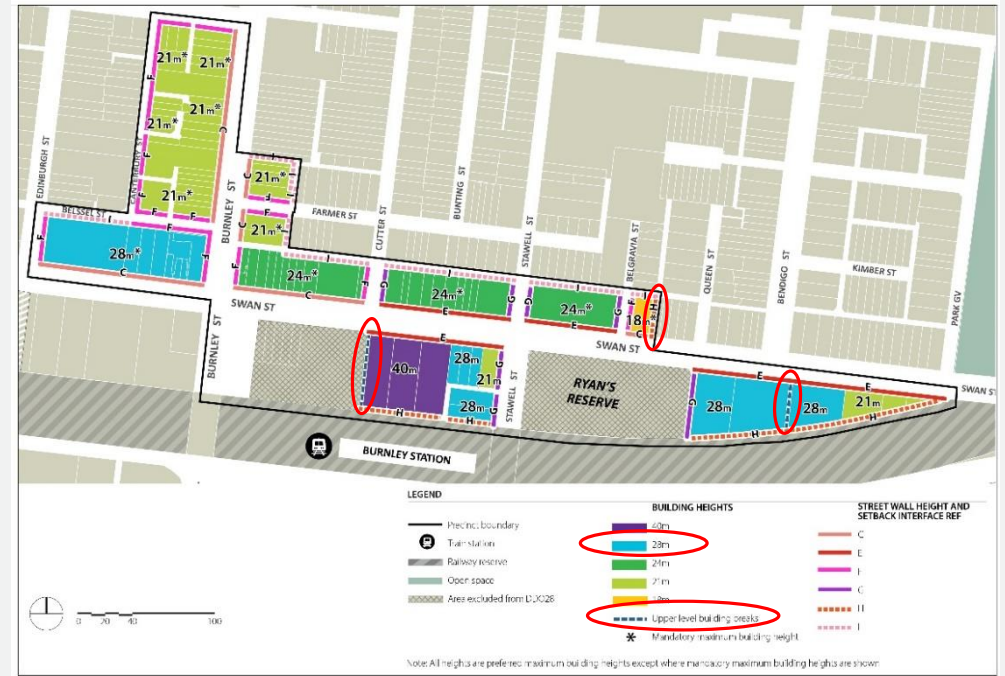 21m*
21m*
21m*
21m*
21m*
F
F
C
F
F
F
F
EDINBURGH ST
CANTERBURY ST
BELSSEL ST
I
F
F
28m*
F
C
BURNLEY ST
I
C
21m*
I
F
F
C
21m*
I
FARMER ST
CUTTER ST
BUNTING ST
STAWELL ST
BELGRAVIA ST
QUEEN ST
BENDIGO ST
KIMBER ST
PARK GV
I
F
24m*
F
C
I
G
24m*
G
E
I
G
24m*
G
E
I
F
18m*
H
C
SWAN ST
SWAN ST
SWAN ST
BURNLEY ST
E
40m
28m
G
21m
28m
G
H
H
STAWELL ST
RYAN'S
RESERVE
E
E
G
28m
28m
21m
H
H
BURNLEY STATION
LEGEND
Precinct boundary
Train station
Railway reserve
Open space
Area excluded from DDO28
BUILDING HEIGHTS
40m
28m
24m
21m
18m
Upper level building breaks
* Mandatory maximum building height
STREET WALL HEIGHT AND
SETBACK INTERFACE REF
C
E
F
G
H
I
0 20 40 100
Note: All heights are preferred maximum building heights except where mandatory maximum building heights are shown